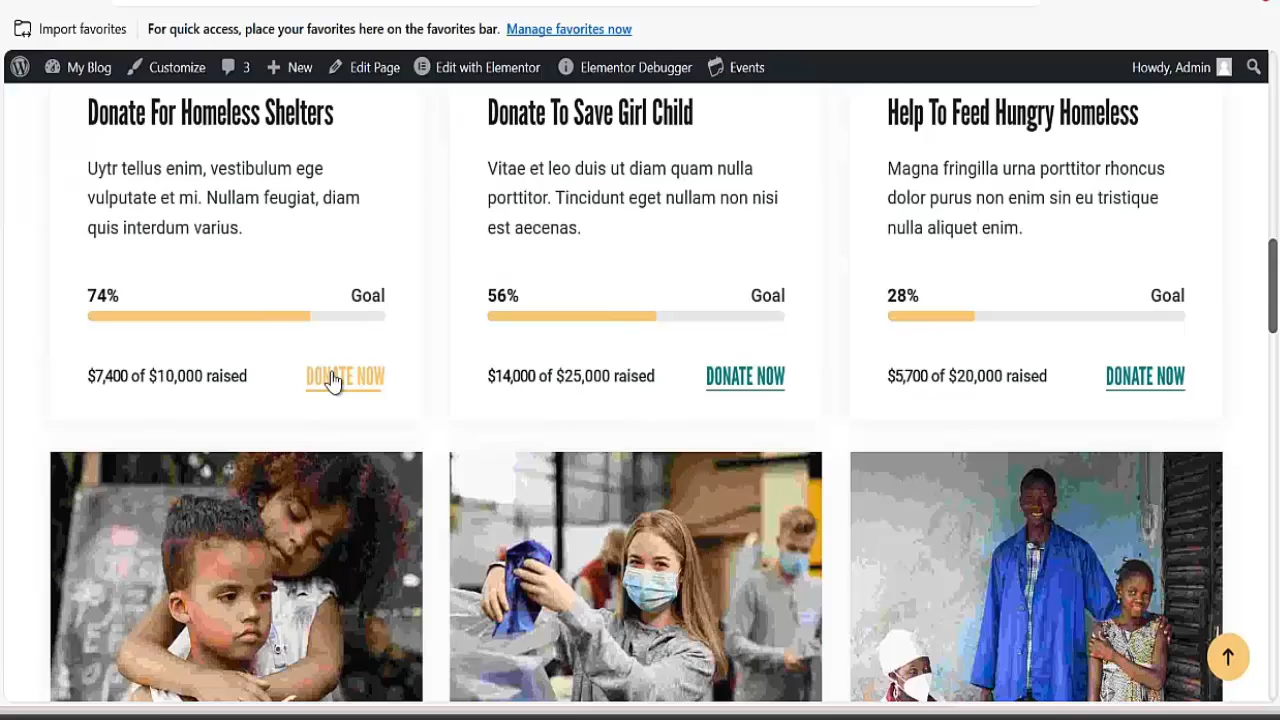 Import favorites For quick access, place your favorites here on the favorites bar. Manage favorites now
My Blog Customize 3 New Edit Page Edit with Elementor Elementor Debugger Events Howdy, Admin
Donate For Homeless Shelters
Uytr tellus enim, vestibulum ege
vulputate et mi. Nullam feugiat, diam
quis interdum varius.
74% Goal
$7,400 of $10,000 raised DONATE NOW
Donate To Save Girl Child
Vitae et leo duis ut diam quam nulla
porttitor. Tincidunt eget nullam non nisi
est aecenas.
56% Goal
$14,000 of $25,000 raised DONATE NOW
Help To Feed Hungry Homeless
Magna fringilla urna porttitor rhoncus
dolor purus non enim sin eu tristique
nulla aliquet enim.
28% Goal
$5,700 of $20,000 raised DONATE NOW